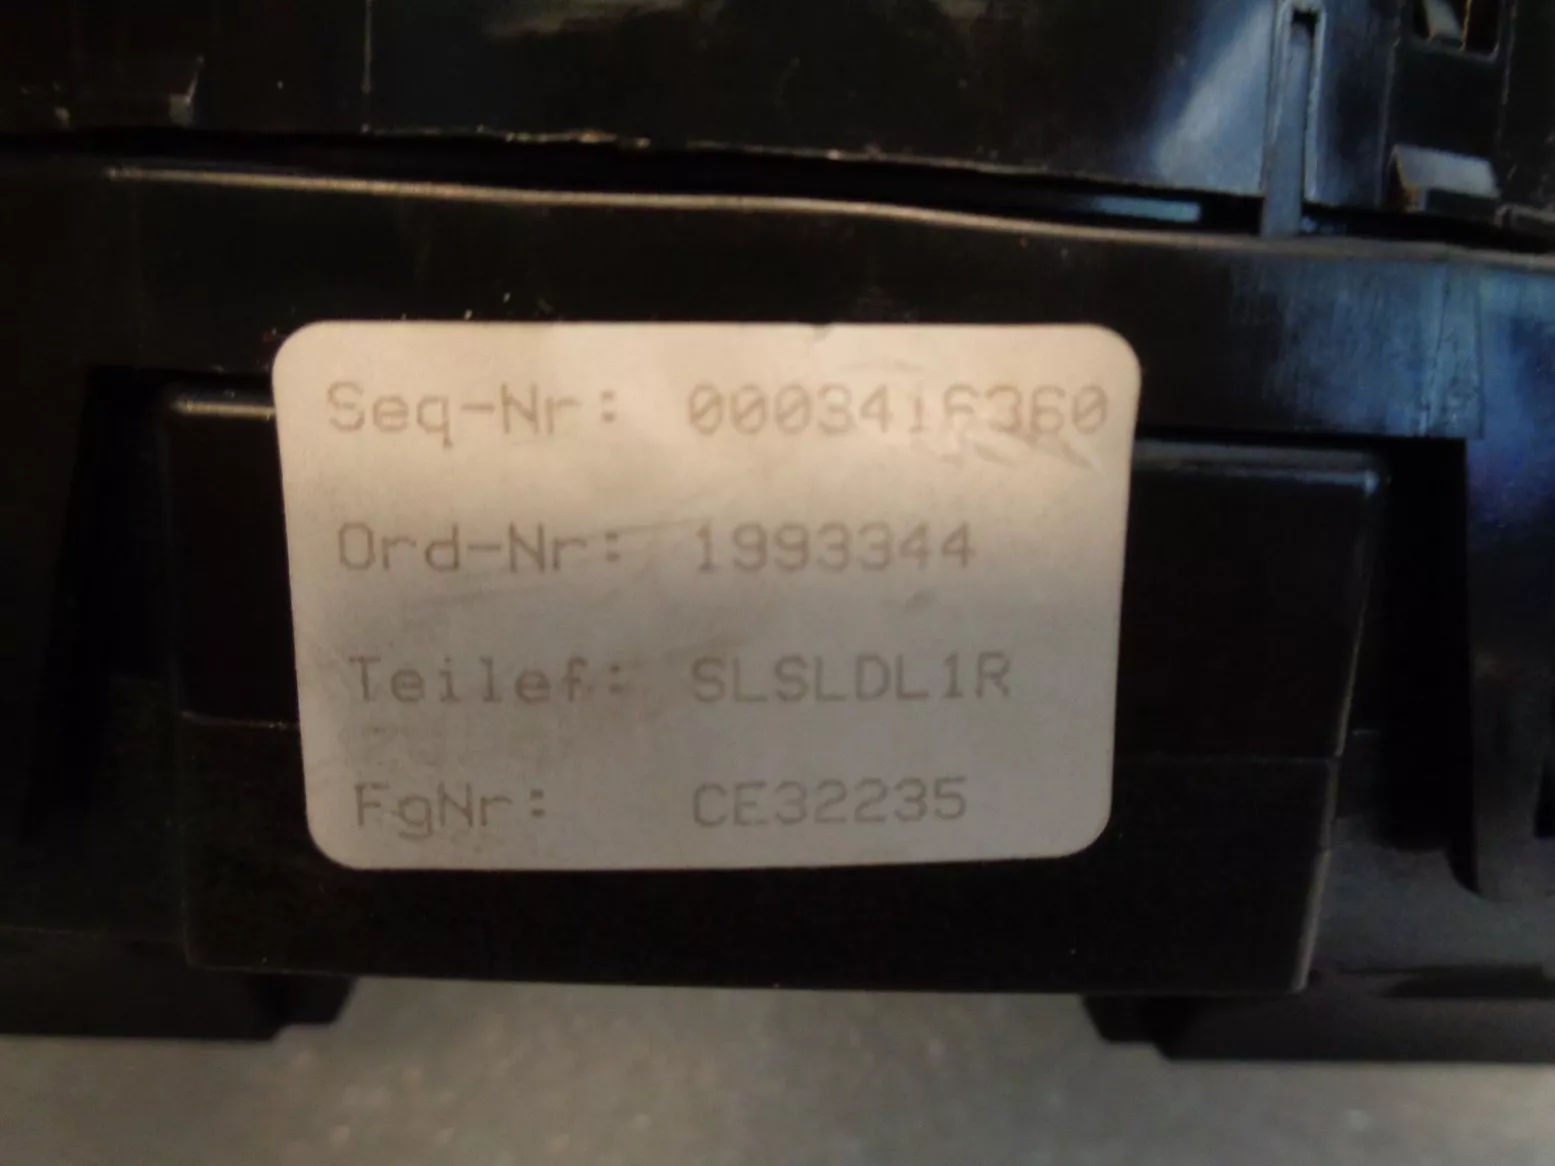 Seq-Nr: 0003416360
Ord-Nr: 1993344
Teilef: SLSLDL1R
FgNr: CE32235